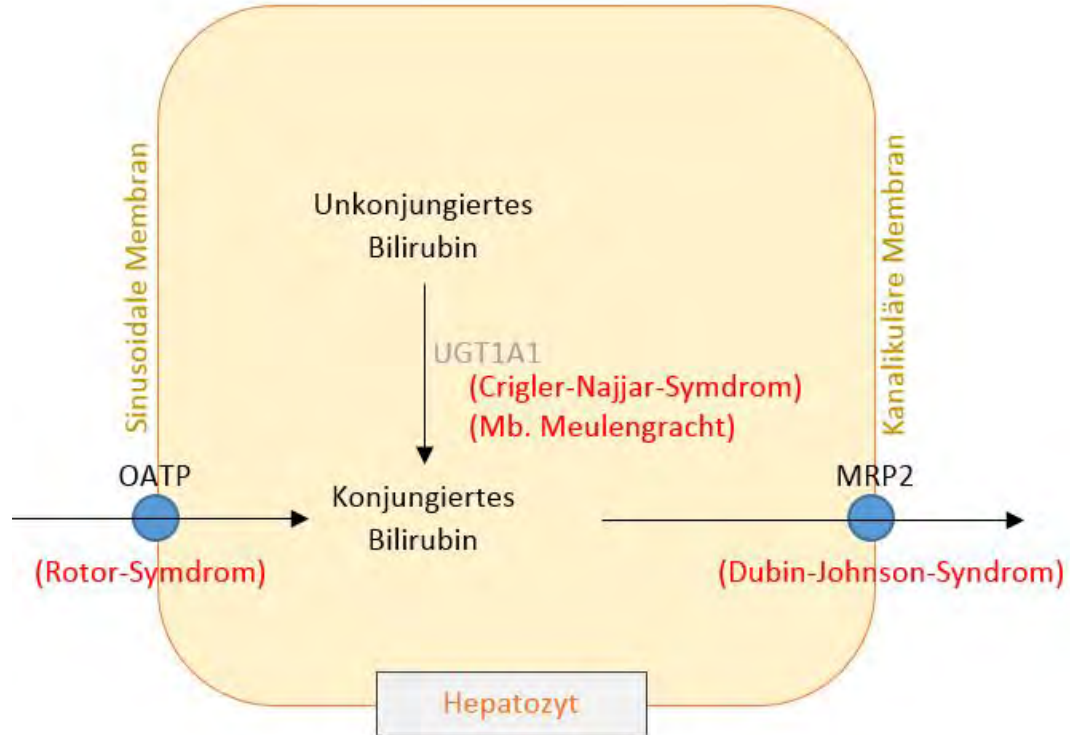 Sinusoidale Membran
Kanalikuläre Membran
Unkonjungiertes
Bilirubin
UGT1A1
(Crigler-Najjar-Symdrom)
(Mb. Meulengracht)
OATP
MRP2
Konjungiertes
Bilirubin
(Rotor-Symdrom)
(Dubin-Johnson-Syndrom)
Hepatozyt